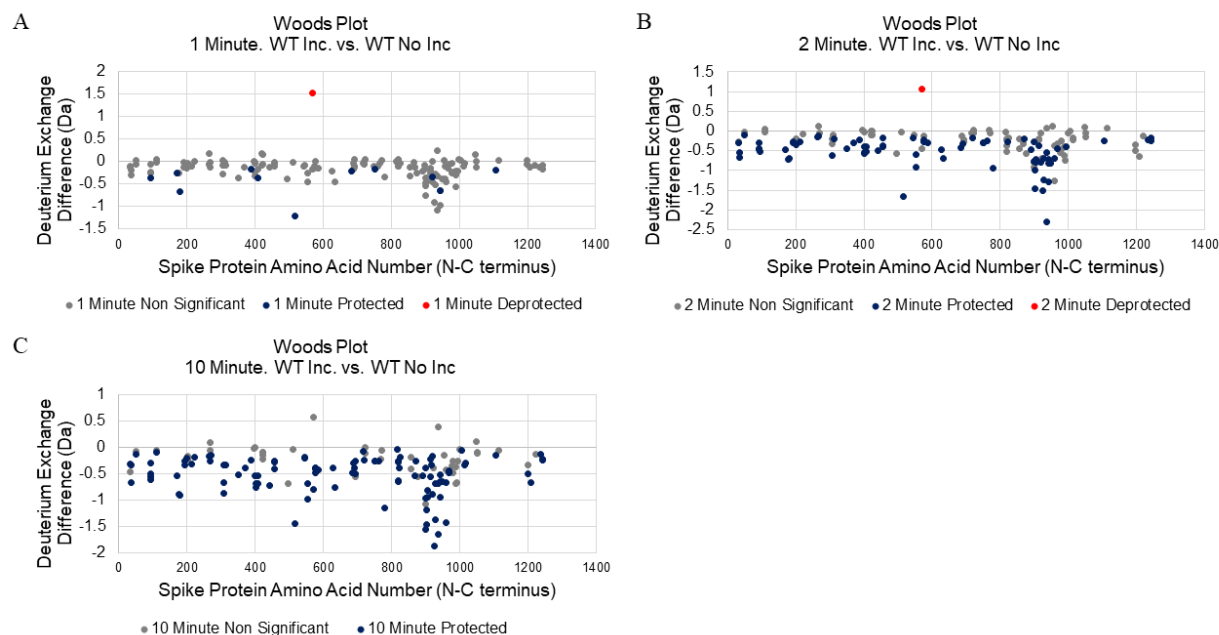 A
Woods Plot
1 Minute. WT Inc. vs. WT No Inc
Deuterium Exchange
Difference (Da)
2
1.5
1
0.5
0
-0.5
-1
-1.5
0 200 400 600 800 1000 1200 1400
Spike Protein Amino Acid Number (N-C terminus)
1 Minute Non Significant 1 Minute Protected 1 Minute Deprotected
B
Woods Plot
2 Minute. WT Inc. vs. WT No Inc
Deuterium Exchange
Difference (Da)
1.5
1
0.5
0
-0.5
-1
-1.5
-2
-2.5
0 200 400 600 800 1000 1200 1400
Spike Protein Amino Acid Number (N-C terminus)
2 Minute Non Significant 2 Minute Protected 2 Minute Deprotected
C
Woods Plot
10 Minute. WT Inc. vs. WT No Inc
Deuterium Exchange
Difference (Da)
1
0.5
0
-0.5
-1
-1.5
-2
0 200 400 600 800 1000 1200 1400
Spike Protein Amino Acid Number (N-C terminus)
10 Minute Non Significant 10 Minute Protected